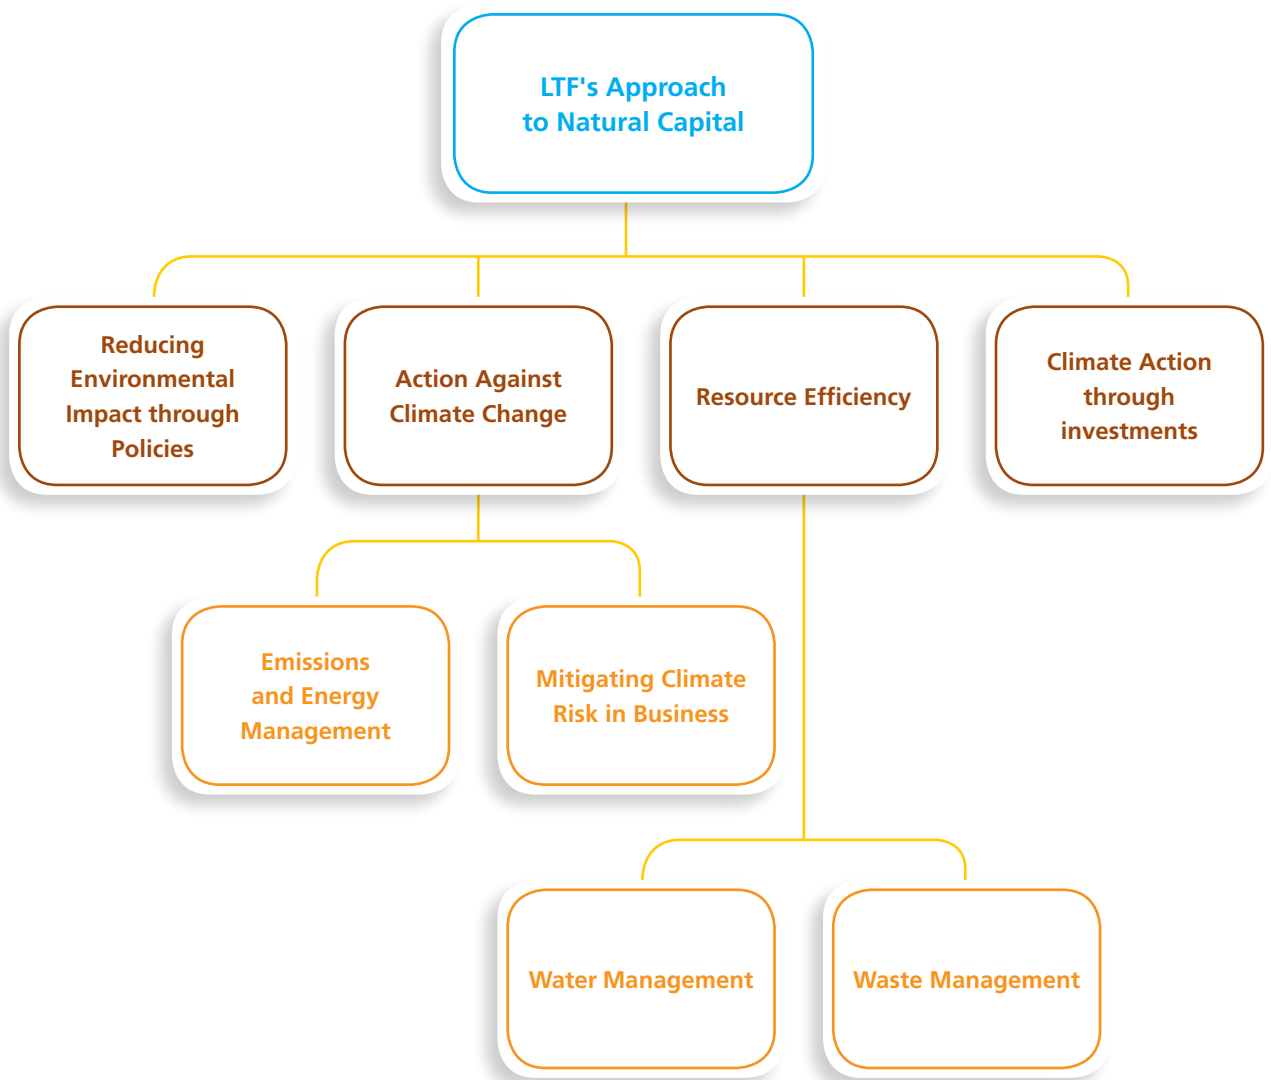 LTF's Approach
to Natural Capital
Reducing
Environmental
Impact through
Policies
Action Against
Climate Change
Resource Efficiency
Climate Action
through
investments
Emissions
and Energy
Management
Mitigating Climate
Risk in Business
Water Management
Waste Management